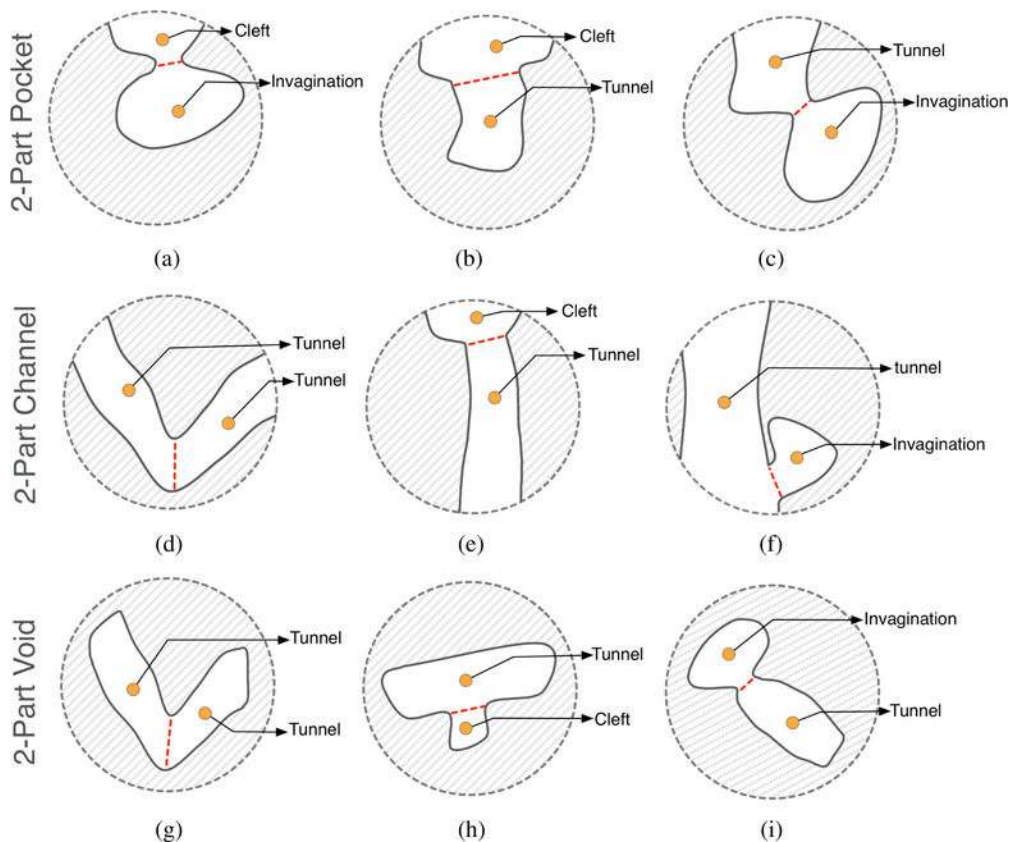 2-Part Pocket
Cleft
Invagination
Cleft
Tunnel
Tunnel
Invagination
(a)
(b)
(c)
2-Part Channel
Tunnel
Tunnel
Cleft
Tunnel
tunnel
Invagination
(d)
(e)
(f)
2-Part Void
Tunnel
Tunnel
Tunnel
Cleft
Invagination
Tunnel
(g)
(h)
(i)